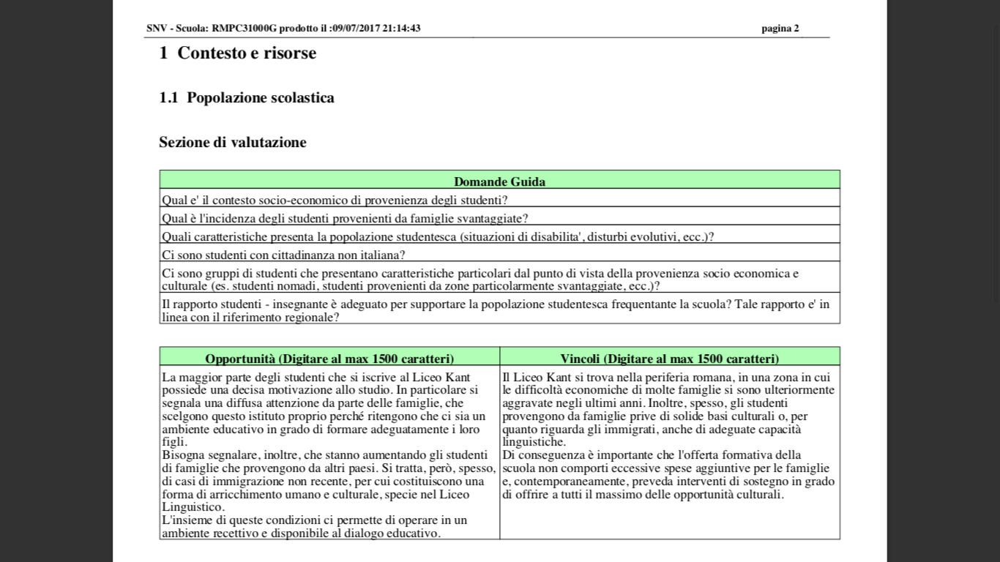 SNV - Scuola: RMPC31000G prodotto il :09/07/2017 21:14:43
pagina 2
1 Contesto e risorse
1.1 Popolazione scolastica
Sezione di valutazione
Domande Guida
Qual e' il contesto socio-economico di provenienza degli studenti?
Qual è l'incidenza degli studenti provenienti da famiglie svantaggiate?
Quali caratteristiche presenta la popolazione studentesca (situazioni di disabilita', disturbi evolutivi, ecc.)?
Ci sono studenti con cittadinanza non italiana?
Ci sono gruppi di studenti che presentano caratteristiche particolari dal punto di vista della provenienza socio economica e
culturale (es. studenti nomadi, studenti provenienti da zone particolarmente svantaggiate, ecc.)?
Il rapporto studenti - insegnante è adeguato per supportare la popolazione studentesca frequentante la scuola? Tale rapporto e' in
linea con il riferimento regionale?
Opportunità (Digitare al max 1500 caratteri)
La maggior parte degli studenti che si iscrive al Liceo Kant
possiede una decisa motivazione allo studio. In particolare si
segnala una diffusa attenzione da parte delle famiglie, che
scelgono questo istituto proprio perché ritengono che ci sia un
ambiente educativo in grado di formare adeguatamente i loro
figli.
Bisogna segnalare, inoltre, che stanno aumentando gli studenti
di famiglie che provengono da altri paesi. Si tratta, però, spesso,
di casi di immigrazione non recente, per cui costituiscono una
forma di arricchimento umano e culturale, specie nel Liceo
Linguistico.
L'insieme di queste condizioni ci permette di operare in un
ambiente recettivo e disponibile al dialogo educativo.
Vincoli (Digitare al max 1500 caratteri)
Il Liceo Kant si trova nella periferia romana, in una zona in cui
le difficoltà economiche di molte famiglie si sono ulteriormente
aggravate negli ultimi anni. Inoltre, spesso, gli studenti
provengono da famiglie prive di solide basi culturali o, per
quanto riguarda gli immigrati, anche di adeguate capacità
linguistiche.
Di conseguenza è importante che l'offerta formativa della
scuola non comporti eccessive spese aggiuntive per le famiglie
e, contemporaneamente, preveda interventi di sostegno in grado
di offrire a tutti il massimo delle opportunità culturali.